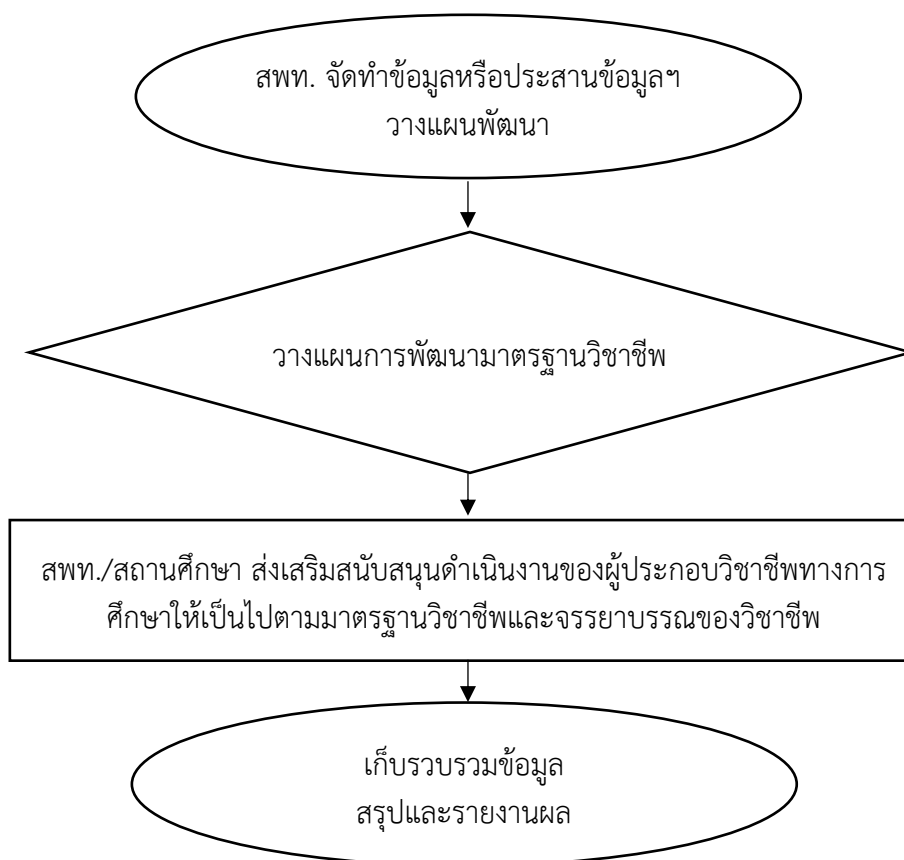 สพท. จัดทำข้อมูลหรือประสานข้อมูลฯ
วางแผนพัฒนา
วางแผนการพัฒนามาตรฐานวิชาชีพ
สพท./สถานศึกษา ส่งเสริมสนับสนุนดำเนินงานของผู้ประกอบวิชาชีพทางการ
ศึกษาให้เป็นไปตามมาตรฐานวิชาชีพและจรรยาบรรณของวิชาชีพ
เก็บรวบรวมข้อมูล
สรุปและรายงานผล